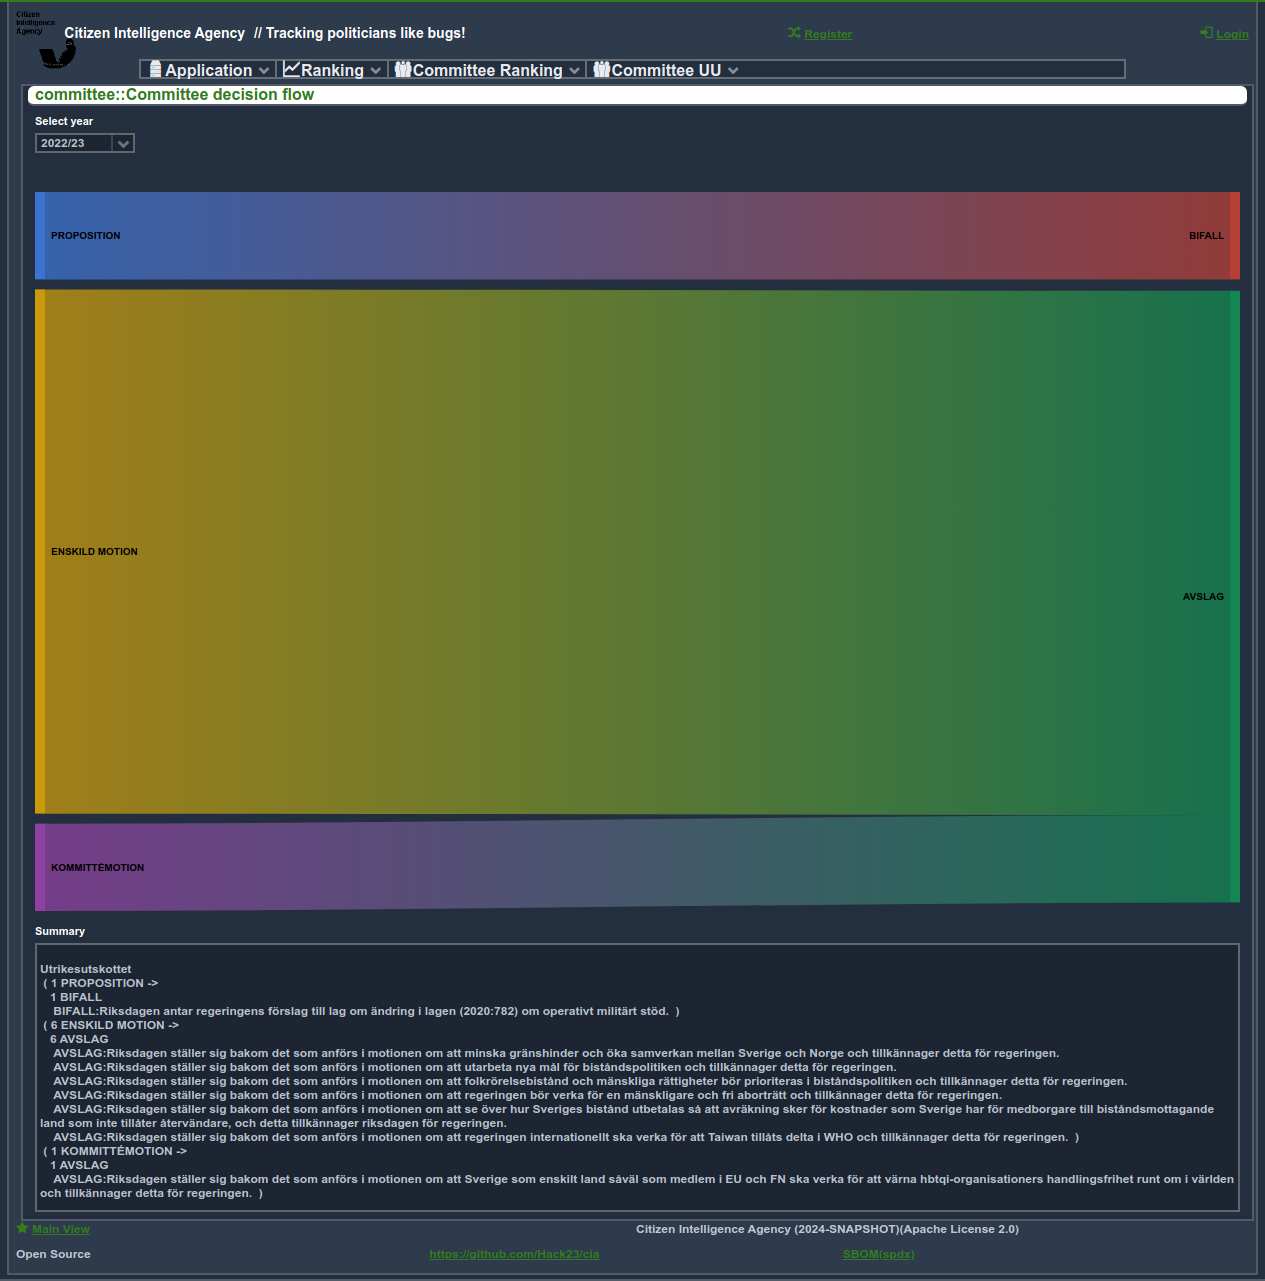 Citizen
Intelligence
Agency
Citizen Intelligence Agency // Tracking politicians like bugs!
Register
Login
Application
Ranking
Committee Ranking
Committee UU
committee::Committee decision flow
Select year
2022/23
PROPOSITION
BIFALL
ENSKILD MOTION
AVSLAG
KOMMITTÉMOTION
Summary
Utrikesutskottet
( 1 PROPOSITION ->
1 BIFALL
BIFALL:Riksdagen antar regeringens förslag till lag om ändring i lagen (2020:782) om operativt militärt stöd. )
( 6 ENSKILD MOTION ->
6 AVSLAG
AVSLAG:Riksdagen ställer sig bakom det som anförs i motionen om att minska gränshinder och öka samverkan mellan Sverige och Norge och tillkännager detta för regeringen.
AVSLAG:Riksdagen ställer sig bakom det som anförs i motionen om att utarbeta nya mål för biståndspolitiken och tillkännager detta för regeringen.
AVSLAG:Riksdagen ställer sig bakom det som anförs i motionen om att folkrörelsebistånd och mänskliga rättigheter bör prioriteras i biståndspolitiken och tillkännager detta för regeringen.
AVSLAG:Riksdagen ställer sig bakom det som anförs i motionen om att regeringen bör verka för en mänskligare och fri aborträtt och tillkännager detta för regeringen.
AVSLAG:Riksdagen ställer sig bakom det som anförs i motionen om att se över hur Sveriges bistånd utbetalas så att avräkning sker för kostnader som Sverige har för medborgare till biståndsmottagande
land som inte tillåter återvändare, och detta tillkännager riksdagen för regeringen.
AVSLAG:Riksdagen ställer sig bakom det som anförs i motionen om att regeringen internationellt ska verka för att Taiwan tillåts delta i WHO och tillkännager detta för regeringen. )
( 1 KOMMITTÉMOTION ->
1 AVSLAG
AVSLAG:Riksdagen ställer sig bakom det som anförs i motionen om att Sverige som enskilt land såväl som medlem i EU och FN ska verka för att värna hbtqi-organisationers handlingsfrihet runt om i världen
och tillkännager detta för regeringen. )
Main View
Citizen Intelligence Agency (2024-SNAPSHOT)(Apache License 2.0)
Open Source
https://github.com/Hack23/cia
SBOM(spdx)